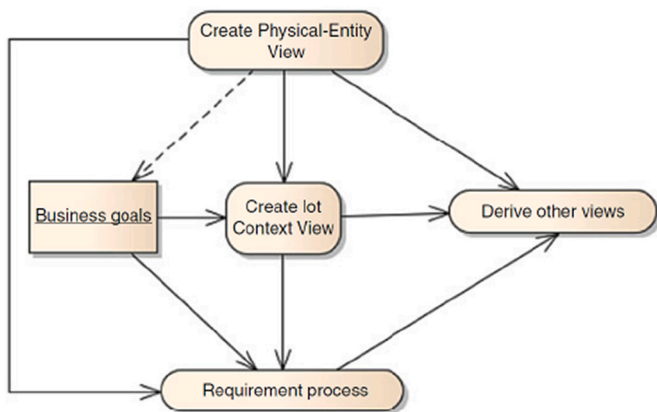 Create Physical-Entity
View
Business goals
Create Iot
Context View
Derive other views
Requirement process